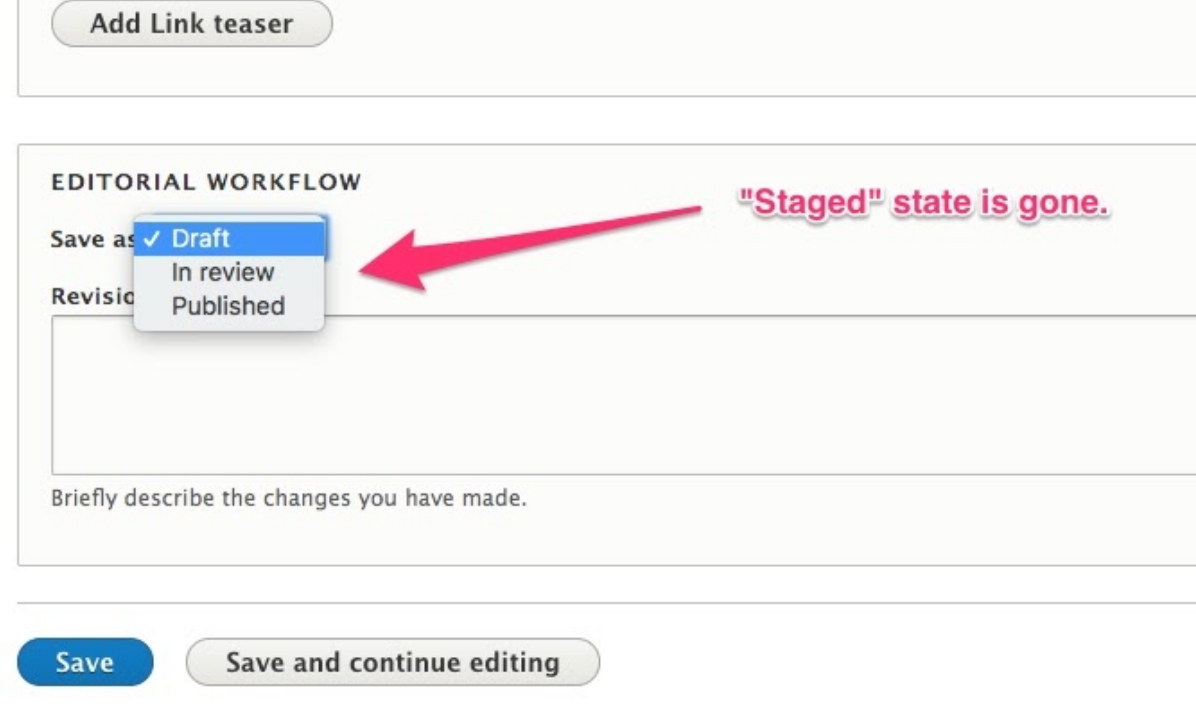 Add Link teaser
EDITORIAL WORKFLOW
"Staged" state is gone.
Save as ✓ Draft
In review
Published
Revisio
Briefly describe the changes you have made.
Save
Save and continue editing